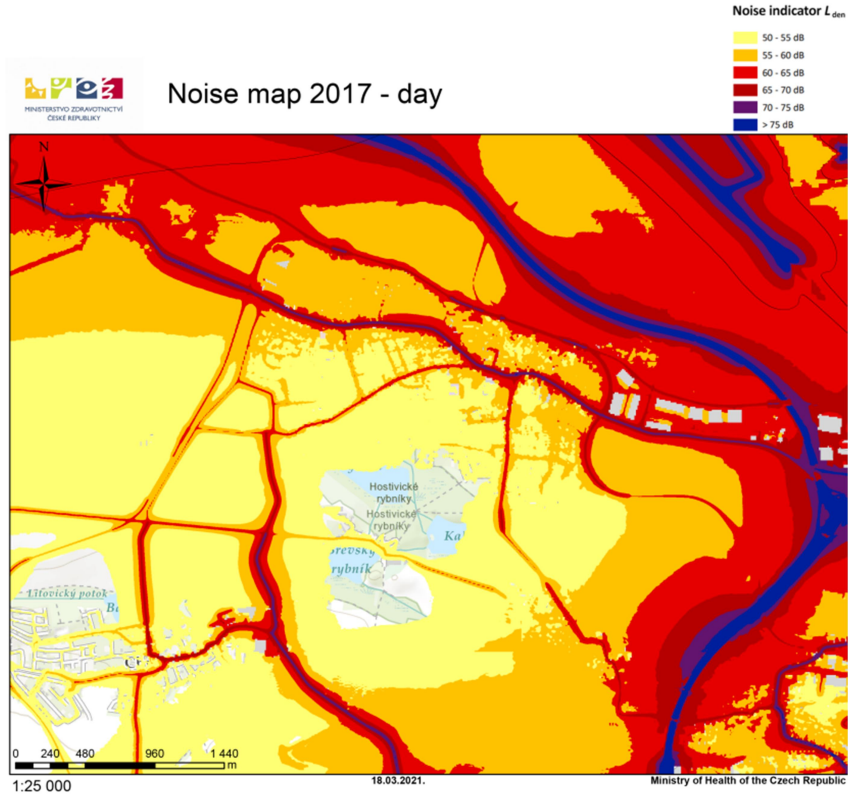 Noise indicator Lden
50 - 55 dB
55 - 60 dB
60 - 65 dB
65 - 70 dB
70 - 75 dB
> 75 dB
MINISTERSTVO ZDRAVOTNICTVÍ
ČESKÉ REPUBLIKY
Noise map 2017 - day
N
Hostivické
rybníky
Hostivické
rybníky
Ka
rybník
Litovický potok
0 240 480 960 1 440
m
1:25 000
18.03.2021.
Ministry of Health of the Czech Republic